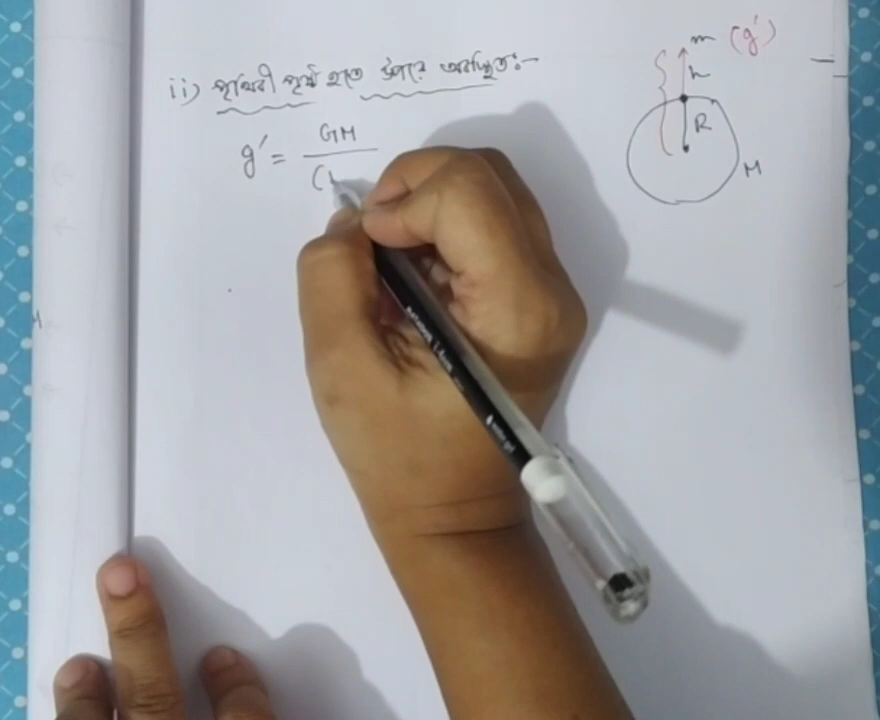 ii) পৃথিবী পৃষ্ঠ হতে উপরে অবস্থিতঃ-
g' = GM
(
m (g')
h
R
M